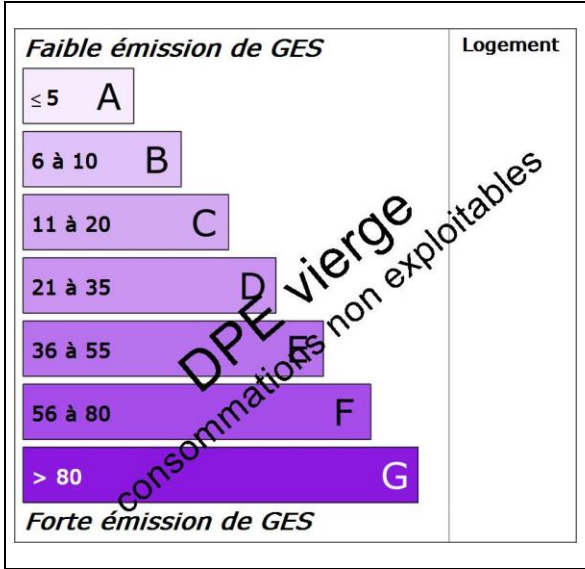 Faible émission de GES
Logement
≤ 5 A
6 à 10 B
11 à 20 C
21 à 35 D
36 à 55 E
56 à 80 F
> 80 G
Forte émission de GES
DPE vierge
consommations non exploitables